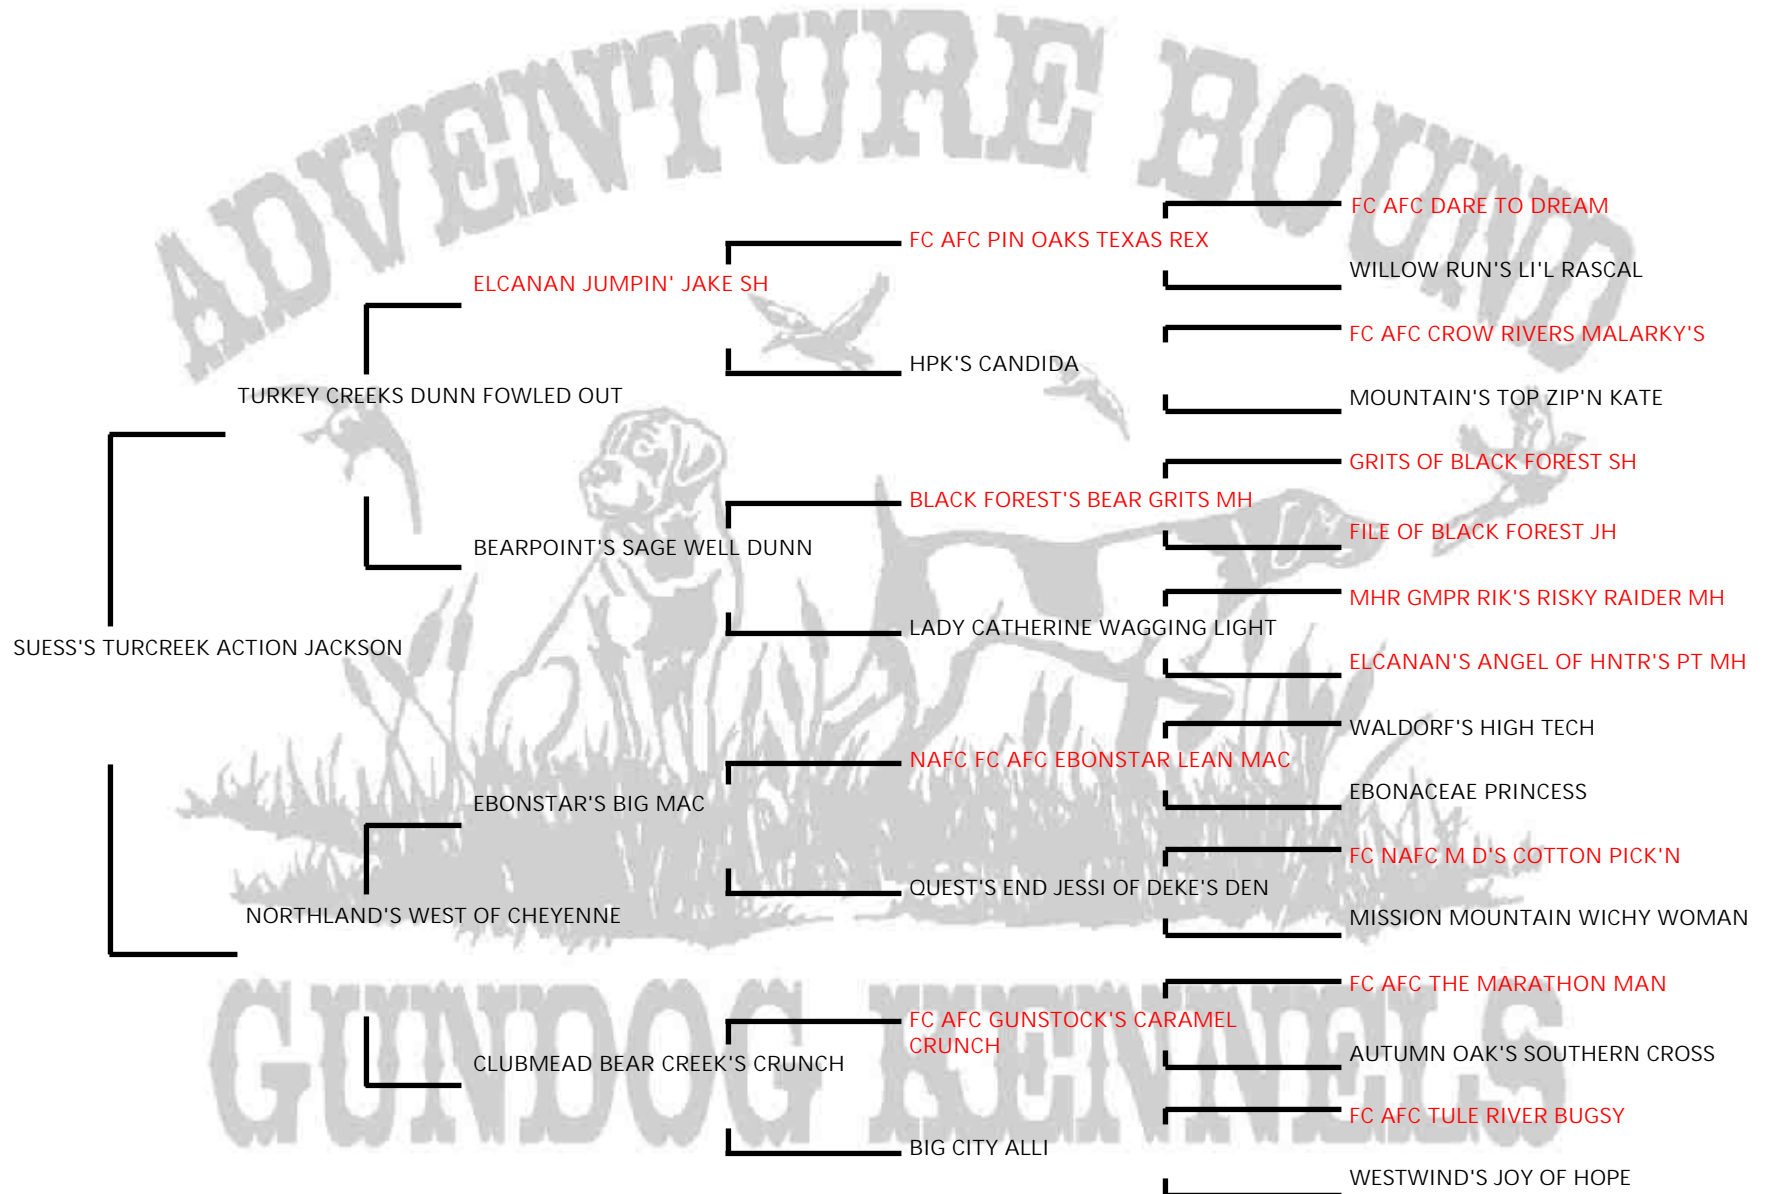 ADVENTURE BOUND
FC AFC DARE TO DREAM
FC AFC PIN OAKS TEXAS REX
WILLOW RUN'S LI'L RASCAL
ELCANAN JUMPIN' JAKE SH
FC AFC CROW RIVERS MALARKY'S
HPK'S CANDIDA
MOUNTAIN'S TOP ZIP'N KATE
TURKEY CREEKS DUNN FOWLED OUT
GRITS OF BLACK FOREST SH
BLACK FOREST'S BEAR GRITS MH
FILE OF BLACK FOREST JH
BEARPOINT'S SAGE WELL DUNN
MHR GMPR RIK'S RISKY RAIDER MH
LADY CATHERINE WAGGING LIGHT
ELCANAN'S ANGEL OF HNTR'S PT MH
SUESS'S TURCREEK ACTION JACKSON
WALDORF'S HIGH TECH
NAFC FC AFC EBONSTAR LEAN MAC
EBONACEAE PRINCESS
EBONSTAR'S BIG MAC
FC NAFC M D'S COTTON PICK'N
QUEST'S END JESSI OF DEKE'S DEN
MISSION MOUNTAIN WICHY WOMAN
NORTHLAND'S WEST OF CHEYENNE
FC AFC THE MARATHON MAN
FC AFC GUNSTOCK'S CARAMEL
CRUNCH
AUTUMN OAK'S SOUTHERN CROSS
CLUBMEAD BEAR CREEK'S CRUNCH
FC AFC TULE RIVER BUGSY
BIG CITY ALLI
WESTWIND'S JOY OF HOPE
GUNDOG KENNELS